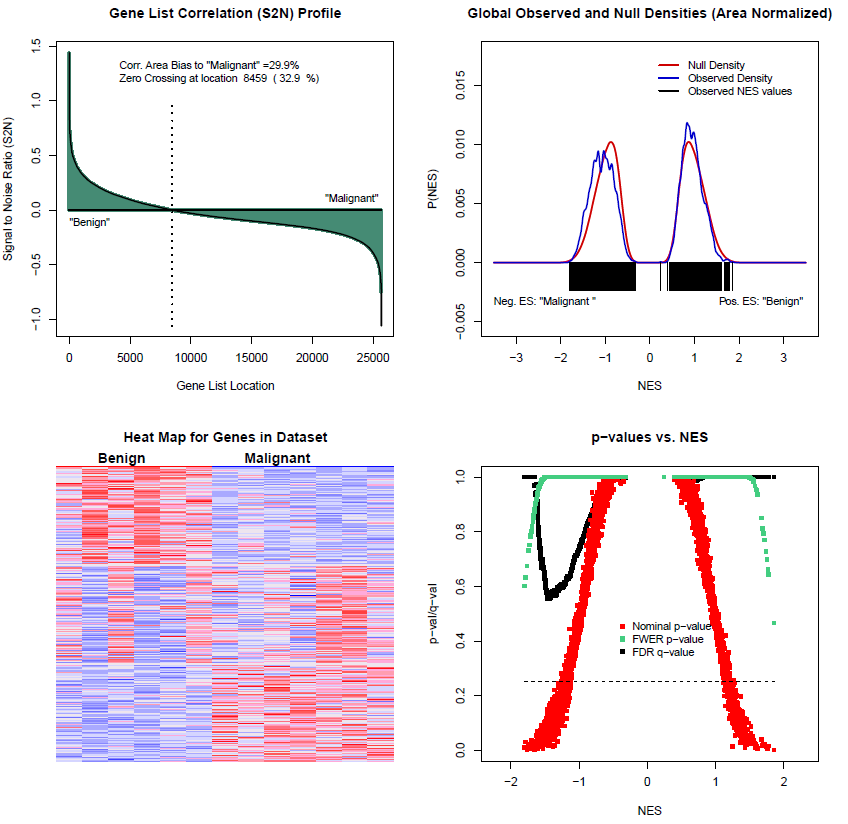 Gene List Correlation (S2N) Profile
Signal to Noise Ratio (S2N)
1.5
1.0
0.5
0.0
−0.5
−1.0
Corr. Area Bias to "Malignant" =29.9%
Zero Crossing at location 8459 ( 32.9 %)
"Malignant"
"Benign"
0 5000 10000 15000 20000 25000
Gene List Location
Global Observed and Null Densities (Area Normalized)
P(NES)
0.015
0.010
0.005
0.000
−0.005
Null Density
Observed Density
Observed NES values
Neg. ES: "Malignant " Pos. ES: "Benign"
−3 −2 −1 0 1 2 3
NES
Heat Map for Genes in Dataset
Benign Malignant
p−values vs. NES
p−val/q−val
1.0
0.8
0.6
0.4
0.2
0.0
Nominal p−value
FWER p−value
FDR q−value
−2 −1 0 1 2
NES